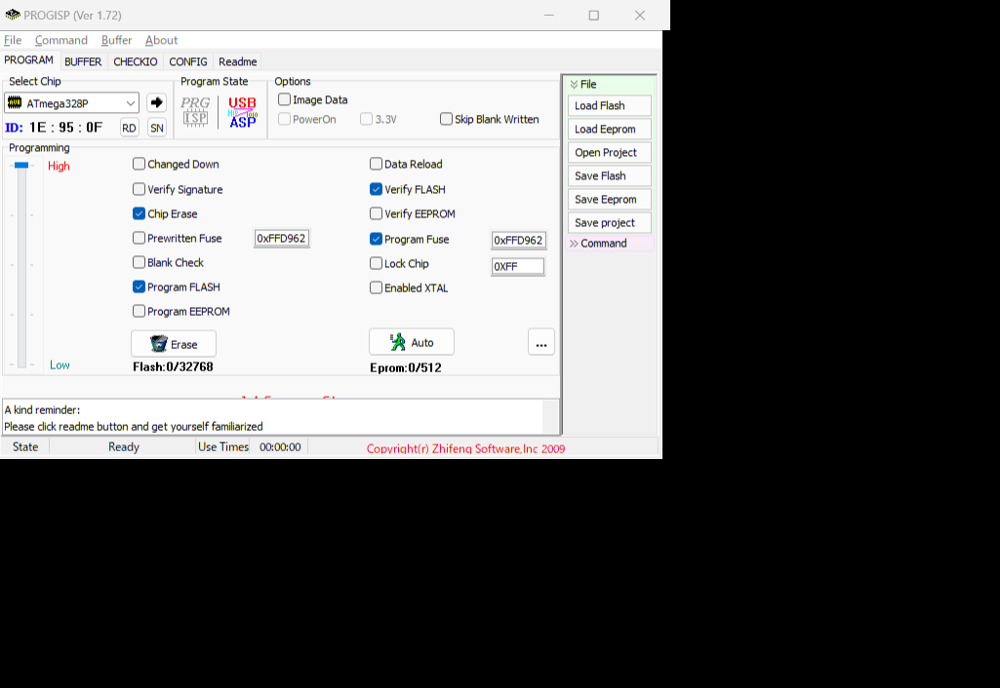 PROGISP (Ver 1.72)
File Command Buffer About
PROGRAM BUFFER CHECKIO CONFIG Readme
Select Chip
ATmega328P
ID: 1E : 95 : 0F RD SN
Program State
PRG ISP
USB ASP
Options
Image Data
PowerOn 3.3V Skip Blank Written
Programming
High
Low
Changed Down
Verify Signature
Chip Erase
Prewritten Fuse 0xFFD962
Blank Check
Program FLASH
Program EEPROM
Erase
Flash:0/32768
Data Reload
Verify FLASH
Verify EEPROM
Program Fuse 0xFFD962
Lock Chip 0XFF
Enabled XTAL
Auto ...
Eprom:0/512
File
Load Flash
Load Eeprom
Open Project
Save Flash
Save Eeprom
Save project
Command
A kind reminder:
Please click readme button and get yourself familiarized
State Ready Use Times 00:00:00 Copyright(r) Zhifeng Software,Inc 2009